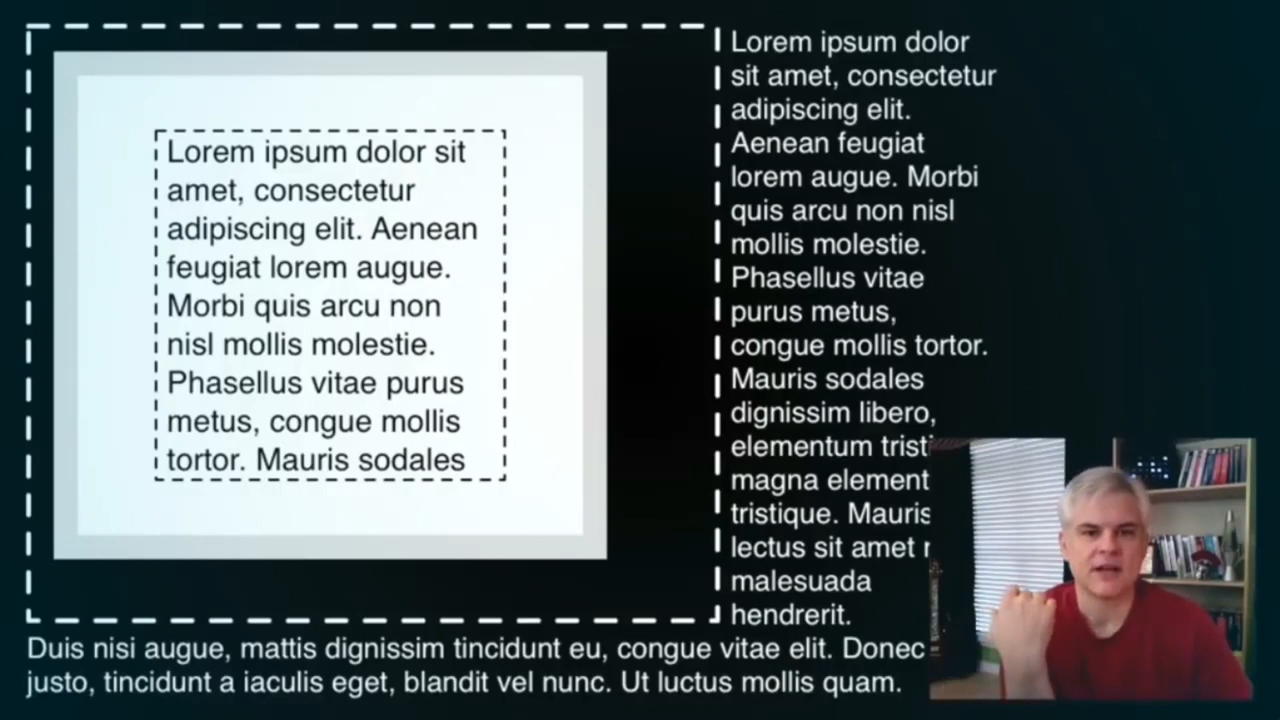 Lorem ipsum dolor sit
amet, consectetur
adipiscing elit. Aenean
feugiat lorem augue.
Morbi quis arcu non
nisl mollis molestie.
Phasellus vitae purus
metus, congue mollis
tortor. Mauris sodales
Lorem ipsum dolor
sit amet, consectetur
adipiscing elit.
Aenean feugiat
lorem augue. Morbi
quis arcu non nisl
mollis molestie.
Phasellus vitae
purus metus,
congue mollis tortor.
Mauris sodales
dignissim libero,
elementum tristi
magna element
tristique. Mauris
lectus sit amet
malesuada
hendrerit.
Duis nisi augue, mattis dignissim tincidunt eu, congue vitae elit. Donec
justo, tincidunt a iaculis eget, blandit vel nunc. Ut luctus mollis quam.